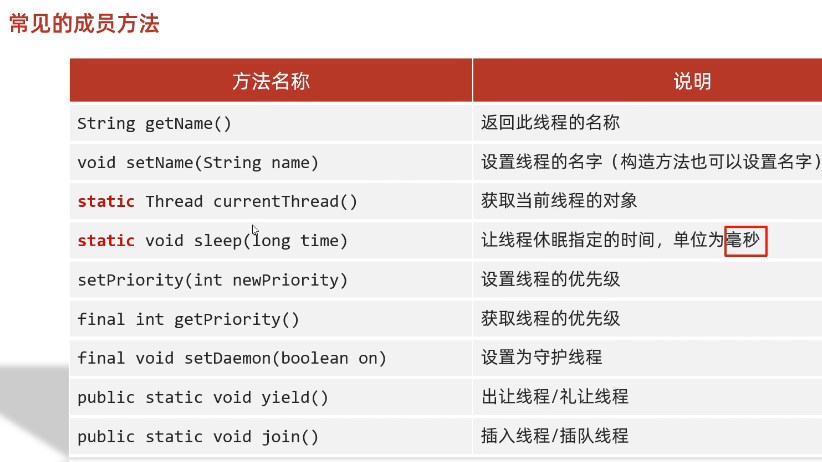 常见的成员方法
方法名称 说明
String getName() 返回此线程的名称
void setName(String name) 设置线程的名字（构造方法也可以设置名字）
static Thread currentThread() 获取当前线程的对象
static void sleep(long time) 让线程休眠指定的时间，单位为毫秒
setPriority(int newPriority) 设置线程的优先级
final int getPriority() 获取线程的优先级
final void setDaemon(boolean on) 设置为守护线程
public static void yield() 出让线程/礼让线程
public static void join() 插入线程/插队线程